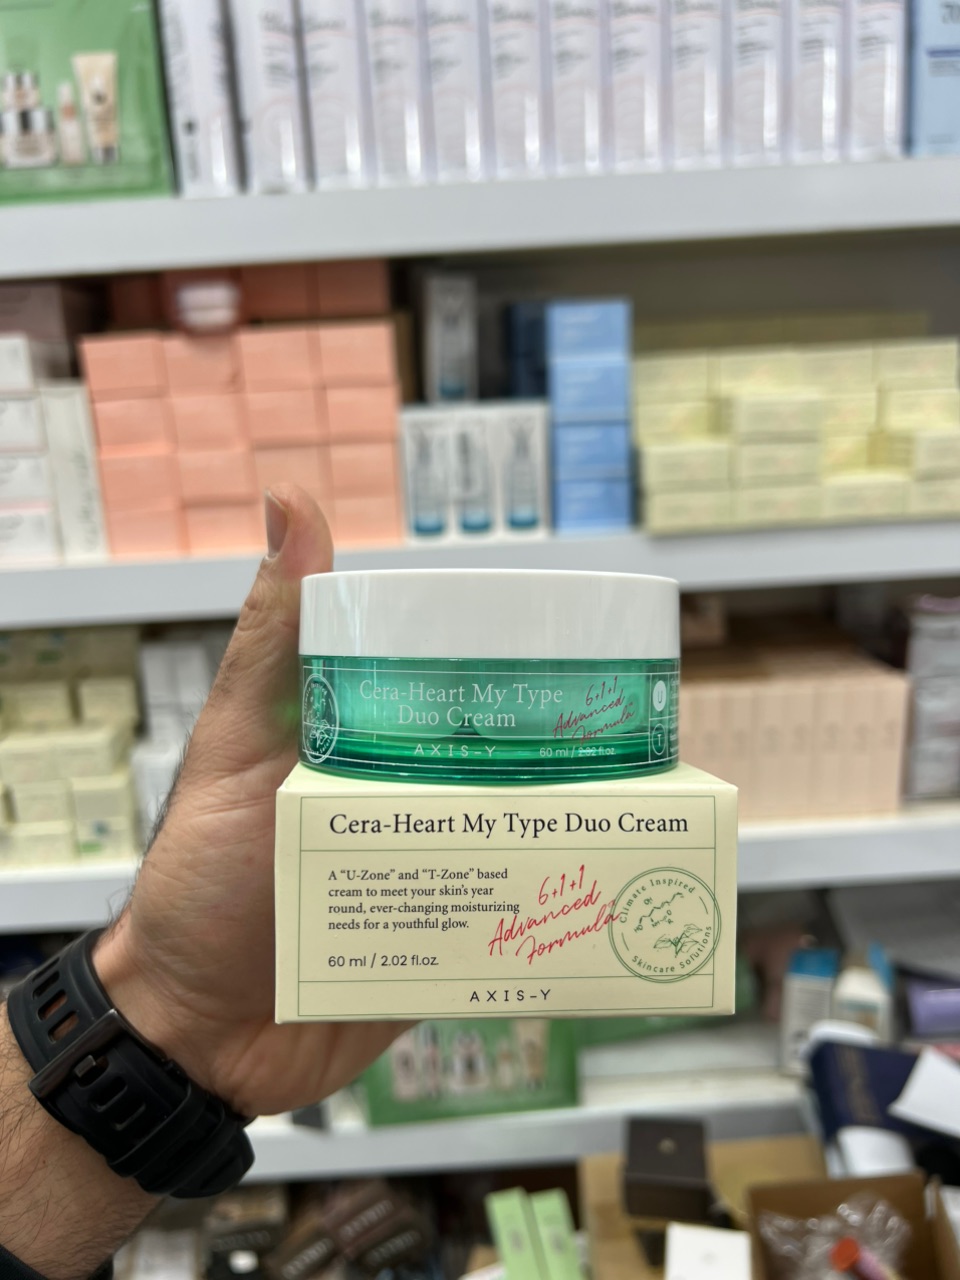 Cera-Heart My Type
Duo Cream
6+1+1
Advanced
Formula
AXIS-Y
60 ml / 2.02 fl.oz.
U
T
Cera-Heart My Type Duo Cream
A “U-Zone” and “T-Zone” based
cream to meet your skin's year
round, ever-changing moisturizing
needs for a youthful glow.
6+1+1
Advanced
Formula
Climate Inspired
Skincare Solutions
60 ml / 2.02 fl.oz.
AXIS-Y